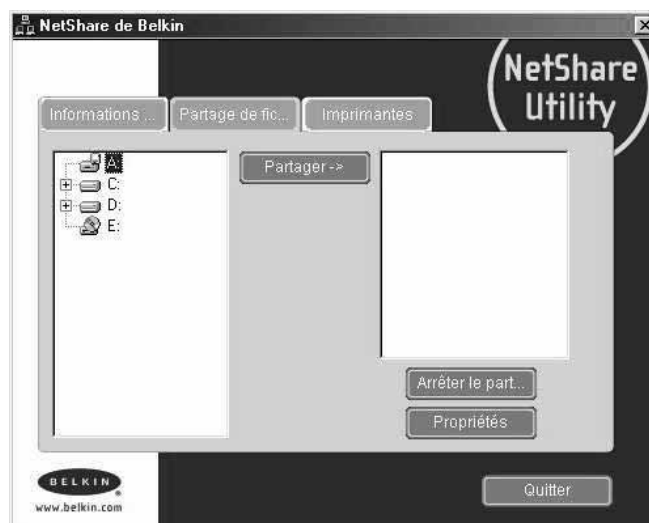 NetShare de Belkin
NetShare
Utility
Informations ...
Partage de fic...
Imprimantes
A:
C:
D:
E:
Partager ->
Arrêter le part...
Propriétés
BELKIN
www.belkin.com
Quitter